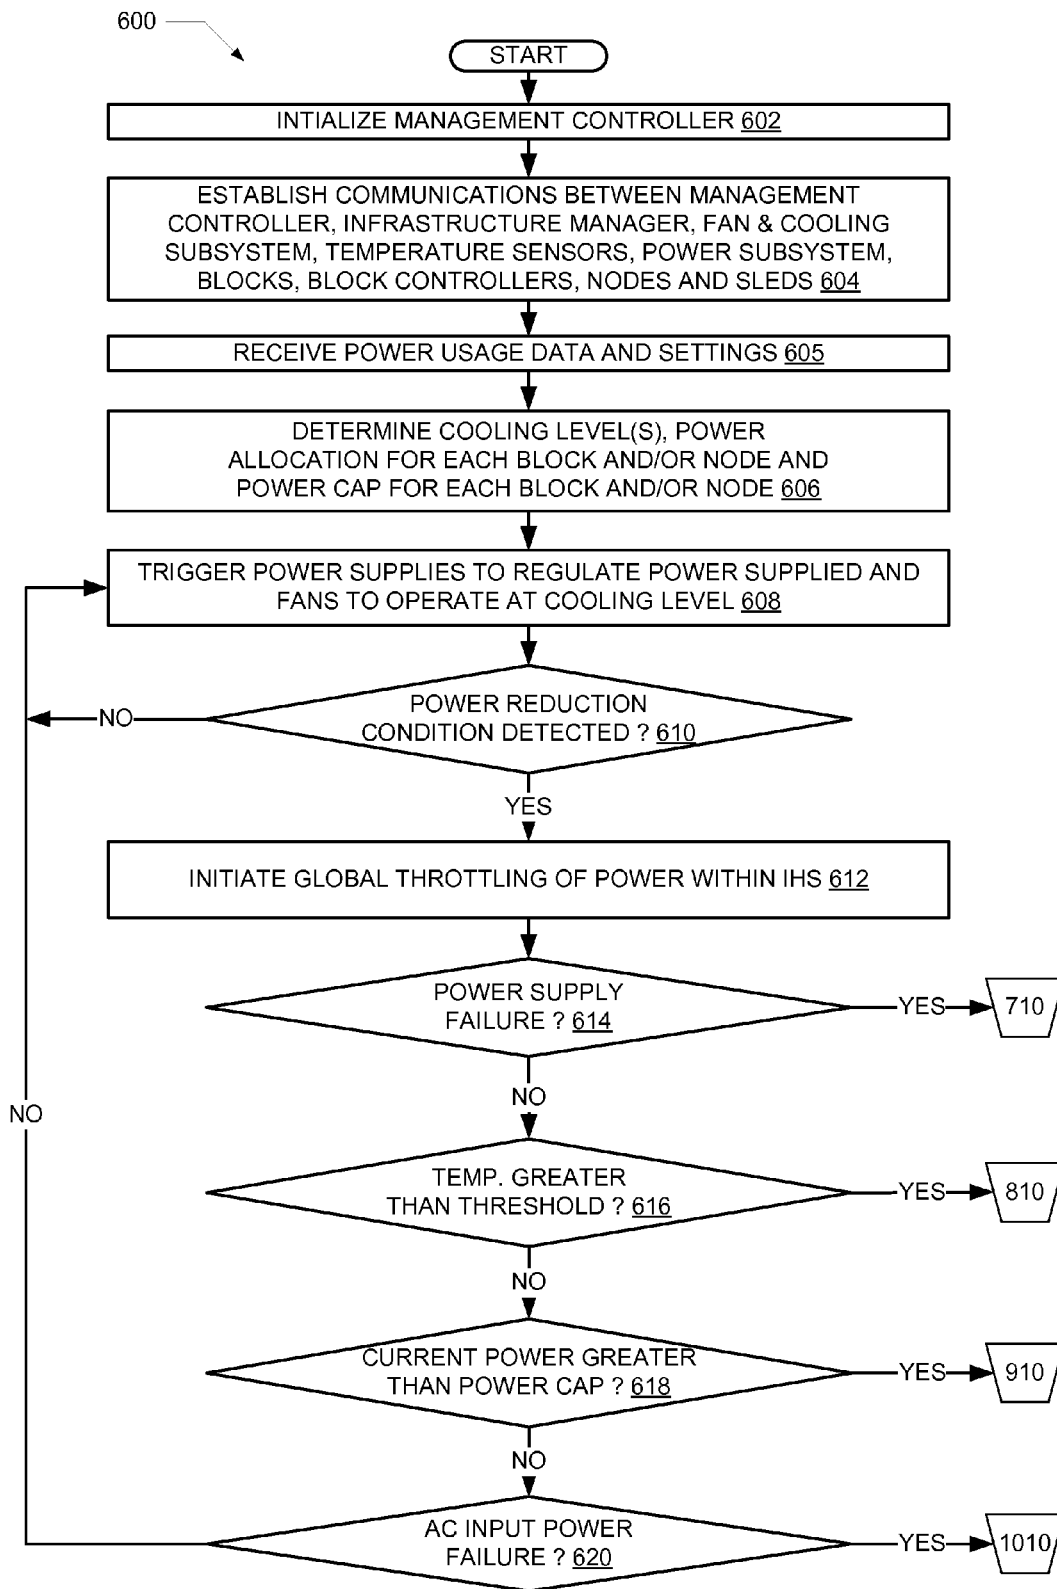 600
START
INTIALIZE MANAGEMENT CONTROLLER 602
ESTABLISH COMMUNICATIONS BETWEEN MANAGEMENT
CONTROLLER, INFRASTRUCTURE MANAGER, FAN & COOLING
SUBSYSTEM, TEMPERATURE SENSORS, POWER SUBSYSTEM,
BLOCKS, BLOCK CONTROLLERS, NODES AND SLEDS 604
RECEIVE POWER USAGE DATA AND SETTINGS 605
DETERMINE COOLING LEVEL(S), POWER
ALLOCATION FOR EACH BLOCK AND/OR NODE AND
POWER CAP FOR EACH BLOCK AND/OR NODE 606
TRIGGER POWER SUPPLIES TO REGULATE POWER SUPPLIED AND
FANS TO OPERATE AT COOLING LEVEL 608
POWER REDUCTION
CONDITION DETECTED ? 610
NO
YES
INITIATE GLOBAL THROTTLING OF POWER WITHIN IHS 612
POWER SUPPLY
FAILURE ? 614
YES
710
NO
NO
TEMP. GREATER
THAN THRESHOLD ? 616
YES
810
NO
CURRENT POWER GREATER
THAN POWER CAP ? 618
YES
910
NO
AC INPUT POWER
FAILURE ? 620
YES
1010